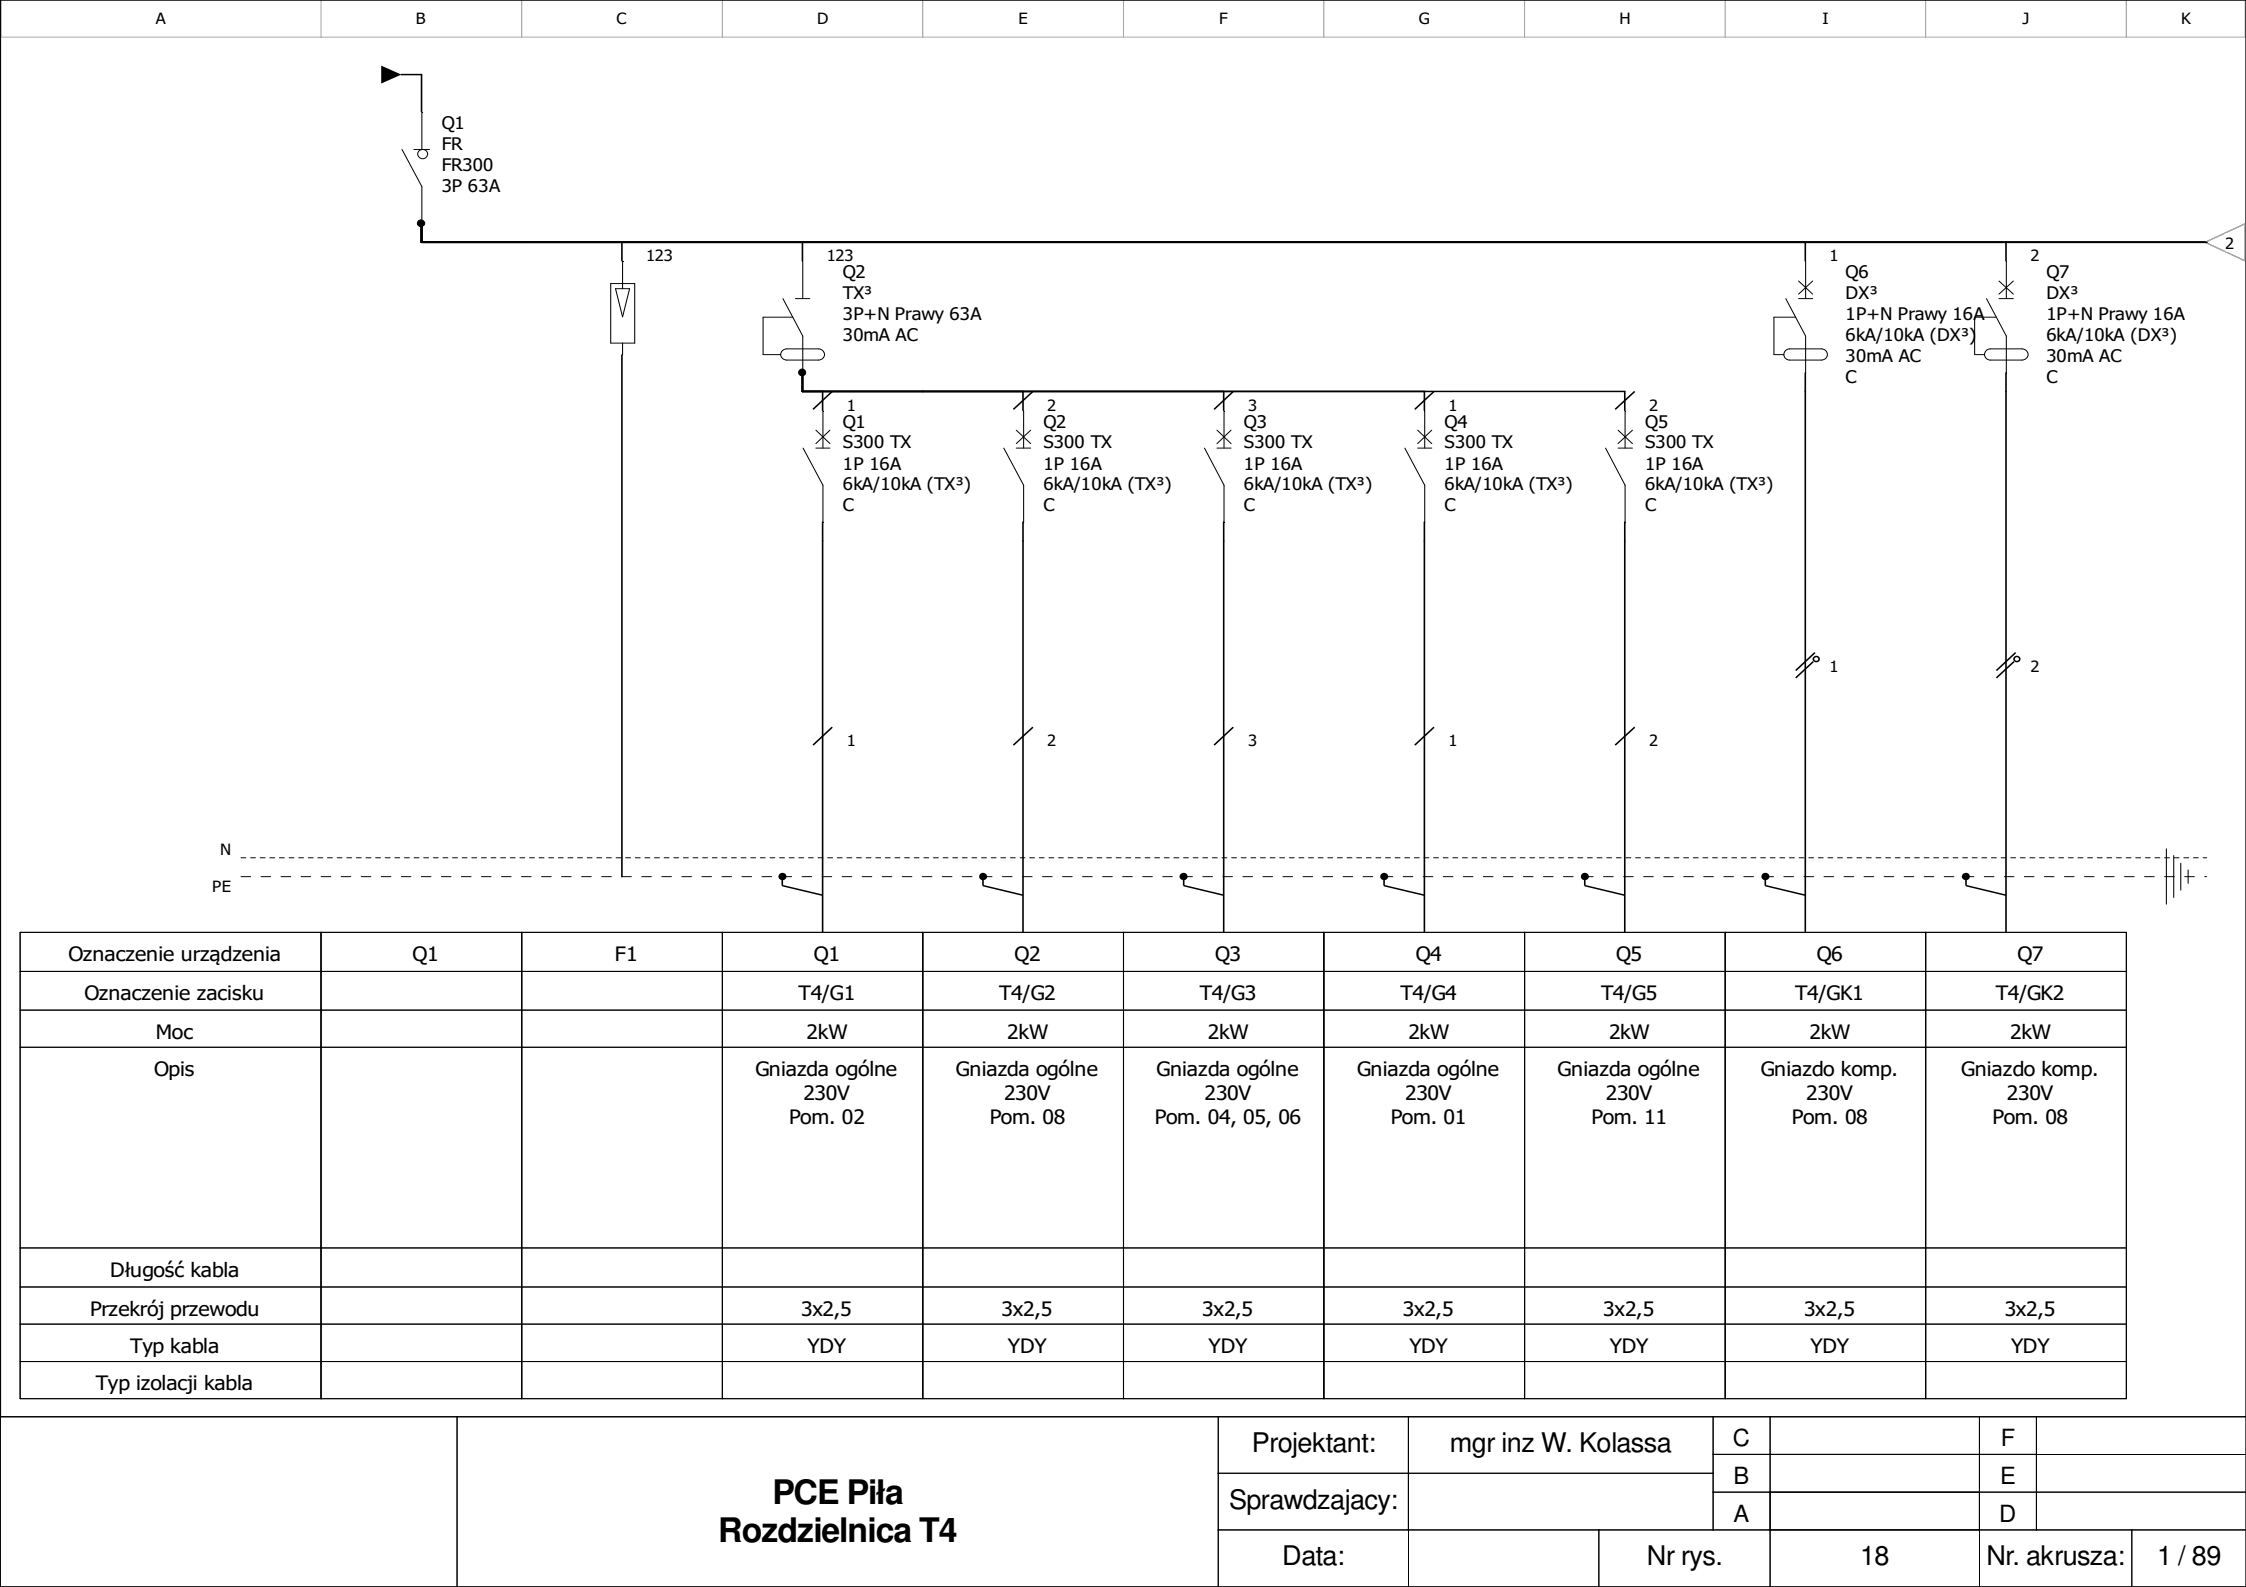 A B C D E F G H I J K
Q1
FR
FR300
3P 63A
2
123
123
Q2
TX³
3P+N Prawy 63A
30mA AC
1
Q6
DX³
1P+N Prawy 16A
6kA/10kA (DX³)
30mA AC
C
2
Q7
DX³
1P+N Prawy 16A
6kA/10kA (DX³)
30mA AC
C
1
Q1
S300 TX
1P 16A
6kA/10kA (TX³)
C
2
Q2
S300 TX
1P 16A
6kA/10kA (TX³)
C
3
Q3
S300 TX
1P 16A
6kA/10kA (TX³)
C
1
Q4
S300 TX
1P 16A
6kA/10kA (TX³)
C
2
Q5
S300 TX
1P 16A
6kA/10kA (TX³)
C
1 2
1 2 3 1 2
N
PE
Oznaczenie urządzenia Q1 F1 Q1 Q2 Q3 Q4 Q5 Q6 Q7
Oznaczenie zacisku T4/G1 T4/G2 T4/G3 T4/G4 T4/G5 T4/GK1 T4/GK2
Moc 2kW 2kW 2kW 2kW 2kW 2kW 2kW
Opis Gniazda ogólne Gniazda ogólne Gniazda ogólne Gniazda ogólne Gniazda ogólne Gniazdo komp. Gniazdo komp.
230V 230V 230V 230V 230V 230V 230V
Pom. 02 Pom. 08 Pom. 04, 05, 06 Pom. 01 Pom. 11 Pom. 08 Pom. 08
Długość kabla
Przekrój przewodu 3x2,5 3x2,5 3x2,5 3x2,5 3x2,5 3x2,5 3x2,5
Typ kabla YDY YDY YDY YDY YDY YDY YDY
Typ izolacji kabla
PCE Piła
Rozdzielnica T4
Projektant: mgr inz W. Kolassa
Sprawdzajacy:
C F
B E
A D
Data: Nr rys. 18 Nr. akrusza: 1 / 89